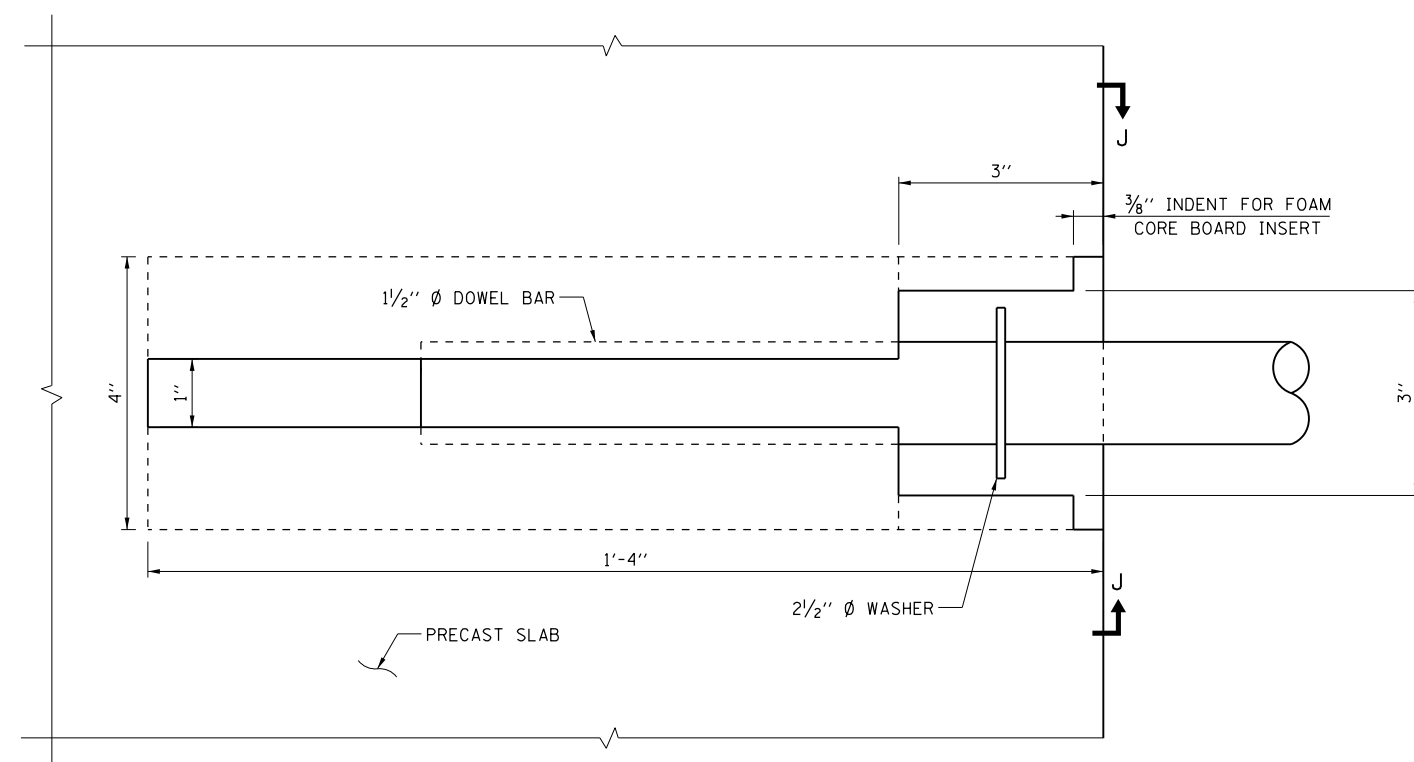 J
3''
3/8'' INDENT FOR FOAM
CORE BOARD INSERT
1 1/2'' Ø DOWEL BAR
4''
1''
3''
1'-4''
J
2 1/2'' Ø WASHER
PRECAST SLAB